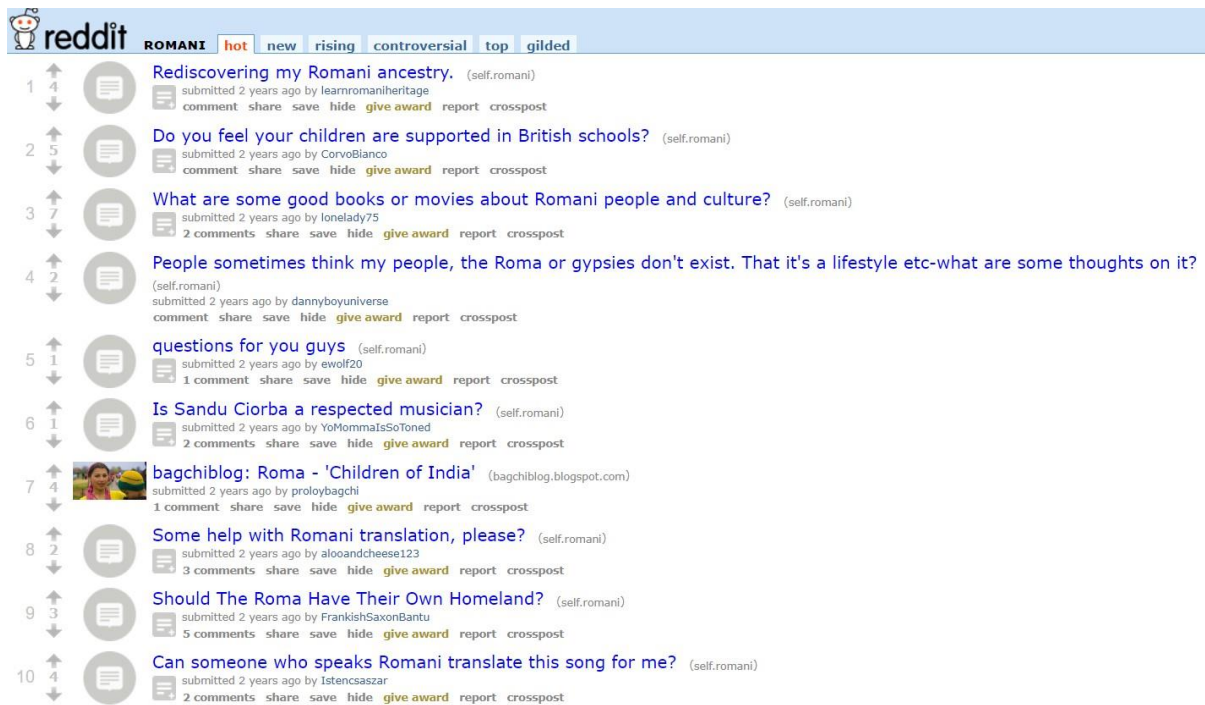 reddit ROMANI hot new rising controversial top gilded
1 4 Rediscovering my Romani ancestry. (self.romani)
submitted 2 years ago by learnromaniheritage
comment share save hide give award report crosspost
2 5 Do you feel your children are supported in British schools? (self.romani)
submitted 2 years ago by CorvoBianco
comment share save hide give award report crosspost
3 7 What are some good books or movies about Romani people and culture? (self.romani)
submitted 2 years ago by lonelady75
2 comments share save hide give award report crosspost
4 2 People sometimes think my people, the Roma or gypsies don't exist. That it's a lifestyle etc-what are some thoughts on it?
(self.romani)
submitted 2 years ago by dannyboyuniverse
comment share save hide give award report crosspost
5 1 questions for you guys (self.romani)
submitted 2 years ago by ewolf20
1 comment share save hide give award report crosspost
6 1 Is Sandu Ciorba a respected musician? (self.romani)
submitted 2 years ago by YoMommaIsSoToned
2 comments share save hide give award report crosspost
7 4 bagchiblog: Roma - 'Children of India' (bagchiblog.blogspot.com)
submitted 2 years ago by proloybagchi
1 comment share save hide give award report crosspost
8 2 Some help with Romani translation, please? (self.romani)
submitted 2 years ago by alooandcheese123
3 comments share save hide give award report crosspost
9 3 Should The Roma Have Their Own Homeland? (self.romani)
submitted 2 years ago by FrankishSaxonBantu
5 comments share save hide give award report crosspost
10 4 Can someone who speaks Romani translate this song for me? (self.romani)
submitted 2 years ago by Istencsaszar
2 comments share save hide give award report crosspost